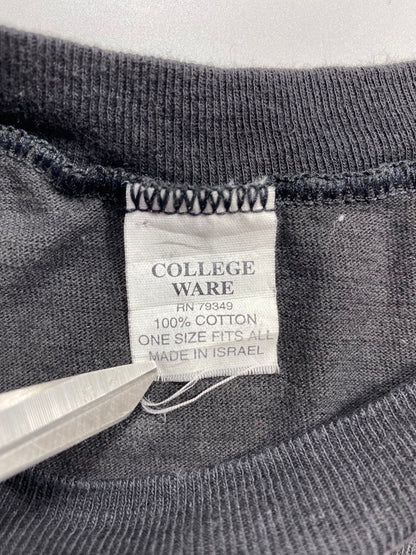 COLLEGE
WARE
RN 79349
100% COTTON
ONE SIZE FITS ALL
MADE IN ISRAEL